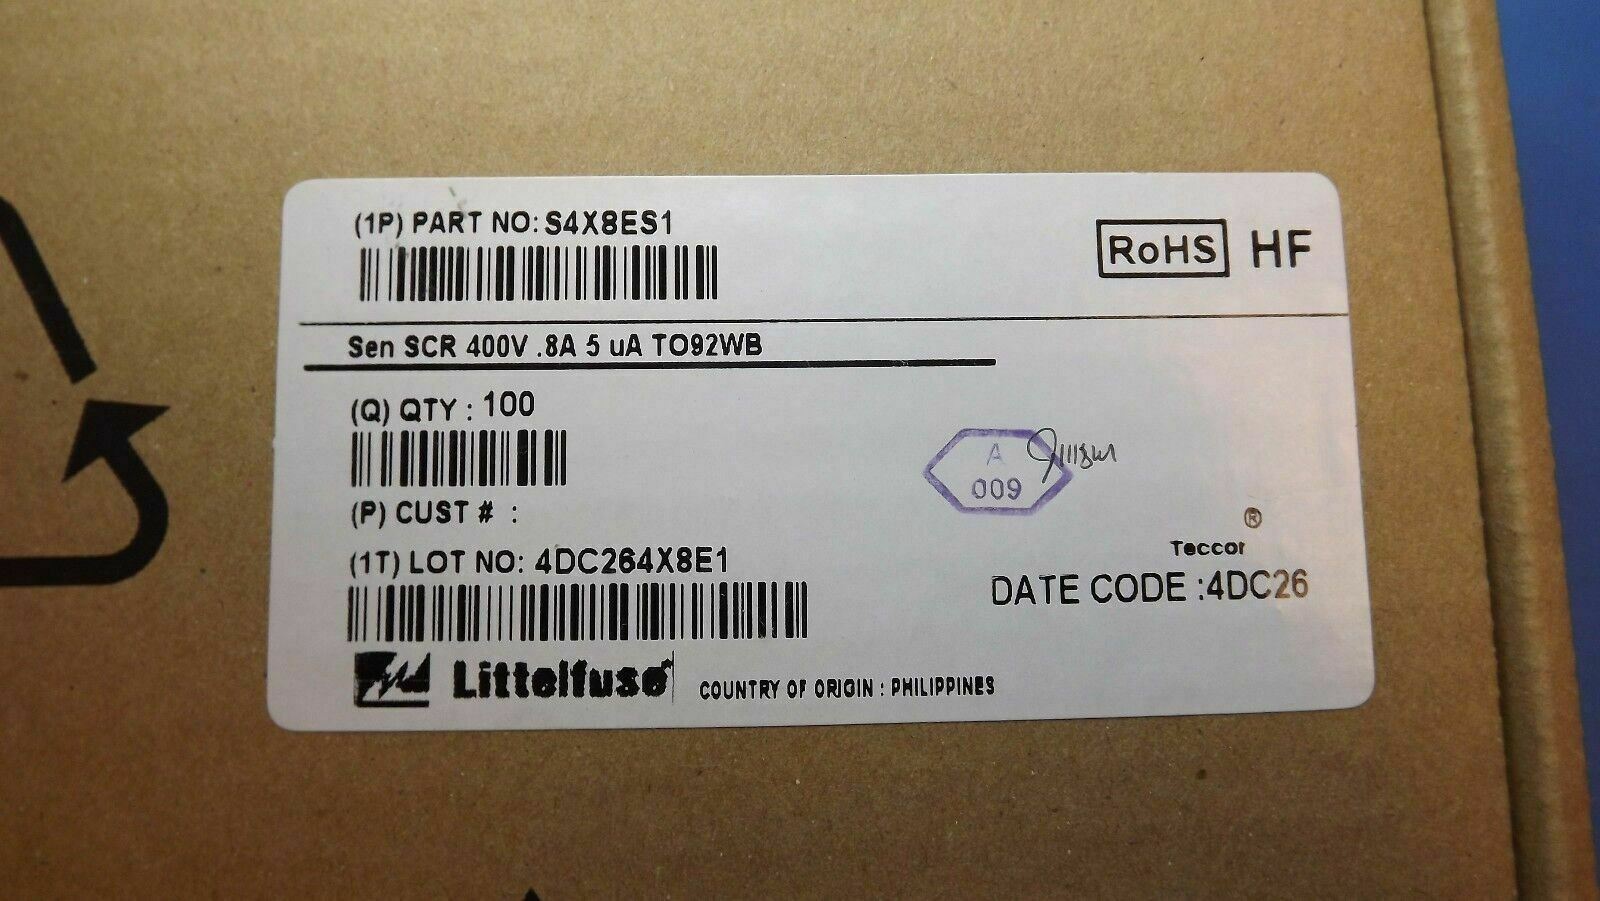 (1P) PART NO: S4X8ES1
RoHS HF
Sen SCR 400V .8A 5 uA TO92WB
(Q) QTY : 100
A
009
(P) CUST # :
®
Teccor
(1T) LOT NO: 4DC264X8E1
DATE CODE :4DC26
Littelfuse
COUNTRY OF ORIGIN : PHILIPPINES